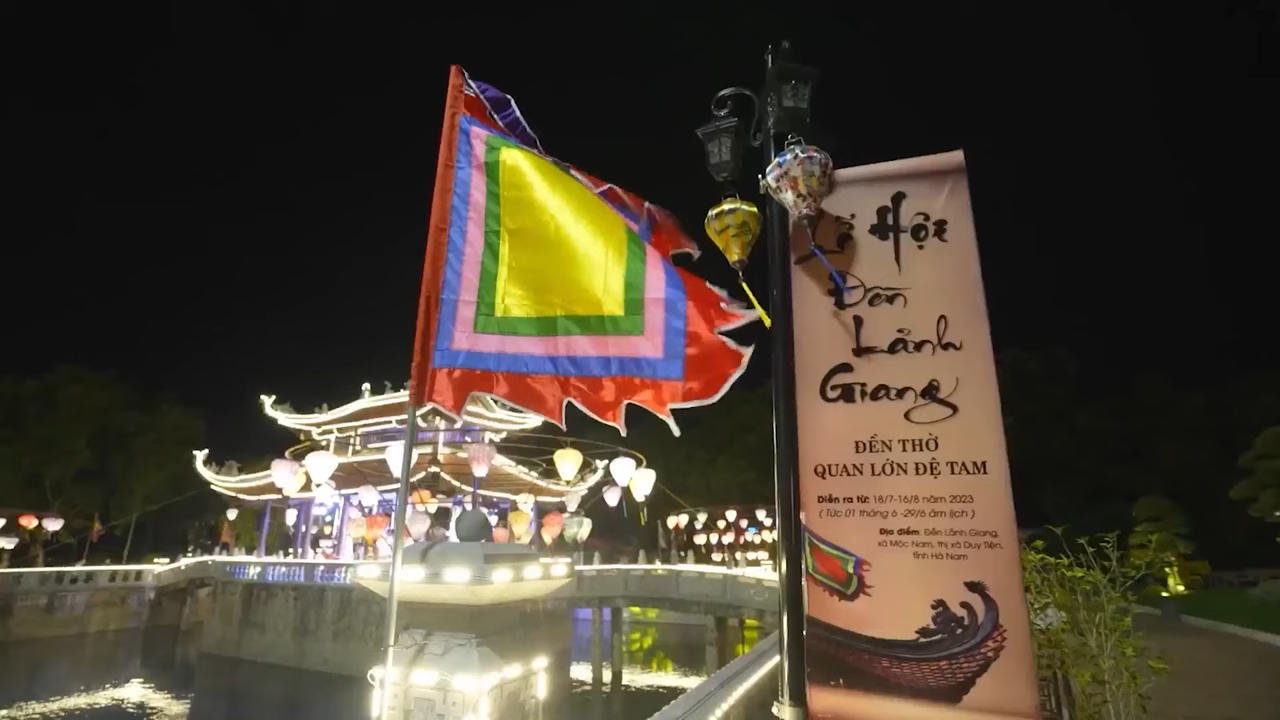 Lễ Hội
Đền
Lảnh
Giang
ĐỀN THỜ
QUAN LỚN ĐỆ TAM
Diễn ra từ: 18/7-16/8 năm 2023
( Tức 01 tháng 6 -29/6 âm lịch )
Địa điểm: Đền Lảnh Giang,
xã Mộc Nam, thị xã Duy Tiên,
tỉnh Hà Nam